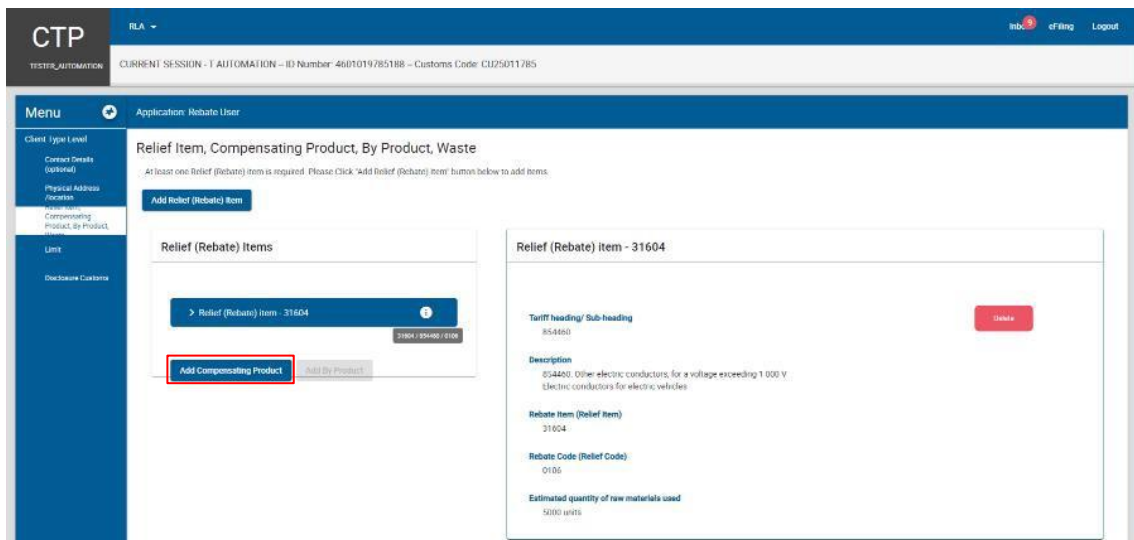 CTP
TESTER_AUTOMATION
RLA
Inbox
9
eFiling
Logout
CURRENT SESSION - T AUTOMATION – ID Number: 4601019785188 – Customs Code: CU25011785
Menu
Application: Rebate User
Client Type Level
Contact Details
(optional)
Physical Address
/location
Relief Item,
Compensating
Product, By Product,
Waste
Limit
Disclosure Customs
Relief Item, Compensating Product, By Product, Waste
At least one Relief (Rebate) item is required. Please Click 'Add Relief (Rebate) Item' button below to add items.
Add Relief (Rebate) Item
Relief (Rebate) Items
> Relief (Rebate) item - 31604
31604 / 854460 / 0106
Add Compensating Product
Add By Product
Relief (Rebate) item - 31604
Tariff heading/ Sub-heading
854460
Delete
Description
854460: Other electric conductors, for a voltage exceeding 1 000 V
Electric conductors for electric vehicles
Rebate Item (Relief Item)
31604
Rebate Code (Relief Code)
0106
Estimated quantity of raw materials used
5000 units